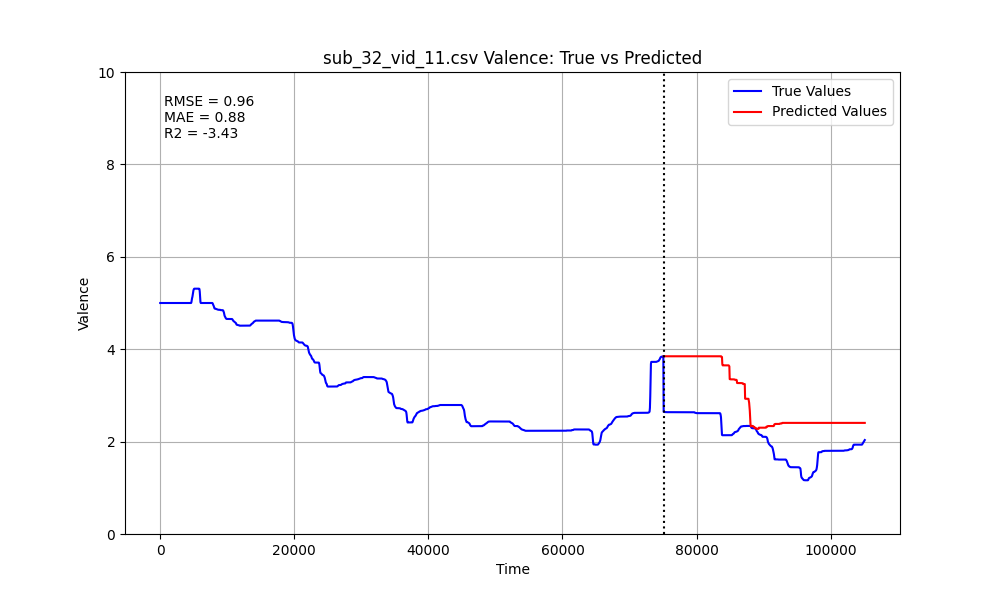 sub_32_vid_11.csv Valence: True vs Predicted
10
8
6
4
2
0
Valence
RMSE = 0.96
MAE = 0.88
R2 = -3.43
True Values
Predicted Values
0
20000
40000
60000
80000
100000
Time